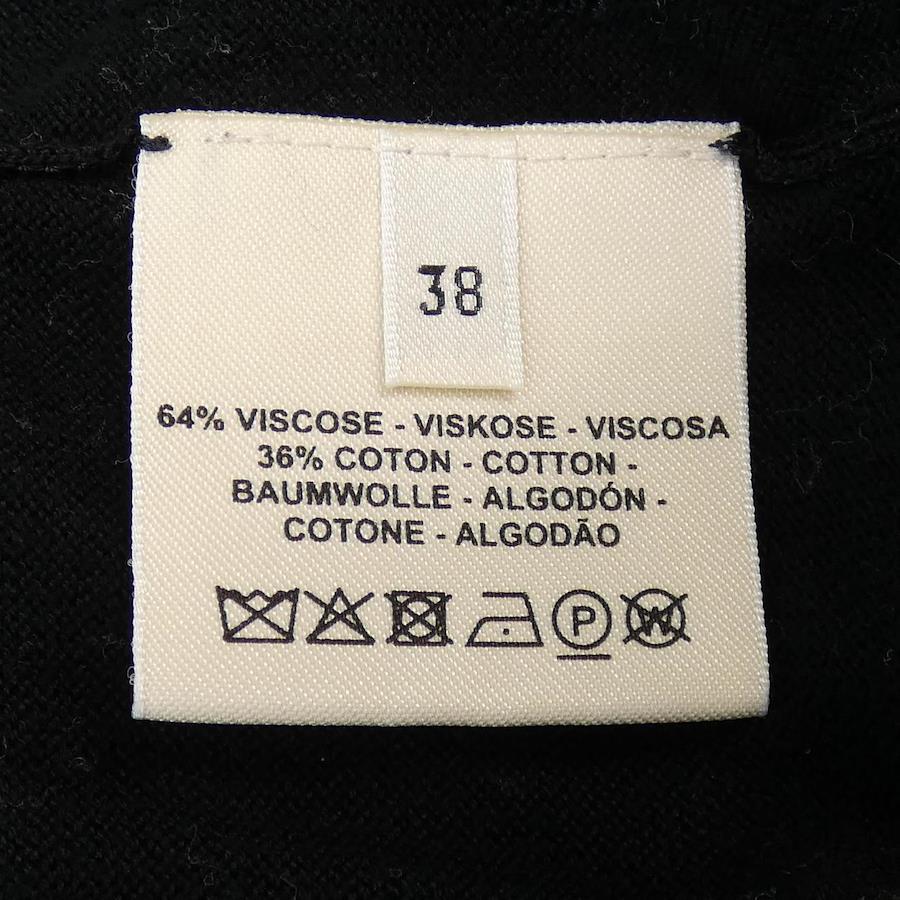 38
64% VISCOSE - VISKOSE - VISCOSA
36% COTON - COTTON -
BAUMWOLLE - ALGODÓN -
COTONE - ALGODÃO
P W